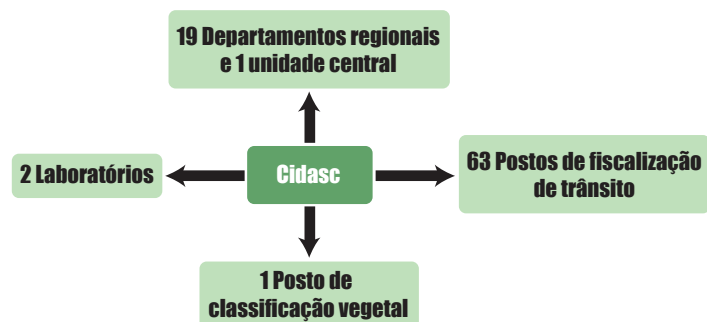 19 Departamentos regionais
e 1 unidade central
2 Laboratórios
Cidasc
63 Postos de fiscalização
de trânsito
1 Posto de
classificação vegetal